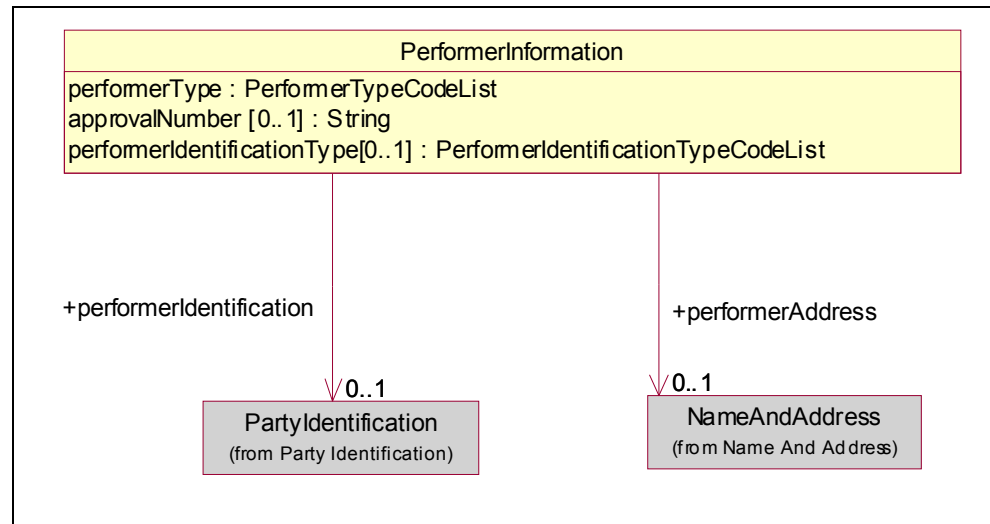 PerformerInformation
performerType : PerformerTypeCodeList
approvalNumber [0..1] : String
performerIdentificationType[0..1] : PerformerIdentificationTypeCodeList
+performerIdentification
+performerAddress
0..1
0..1
PartyIdentification
(from Party Identification)
NameAndAddress
(from Name And Address)